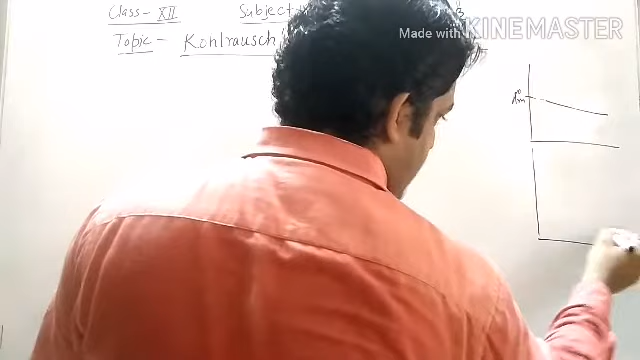 Class - XII Subject
Made with KINEMASTER
Topic - Kohlrausch